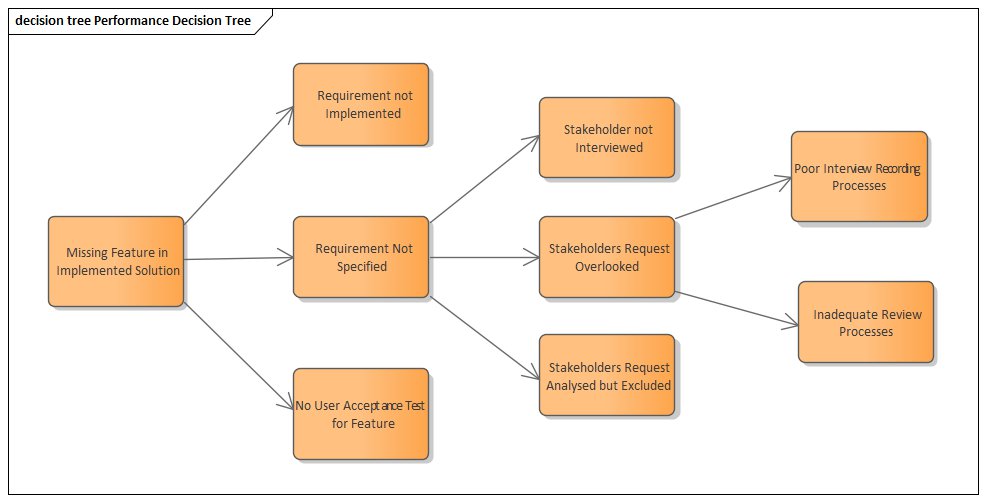 decision tree Performance Decision Tree
Requirement not
Implemented
Stakeholder not
Interviewed
Poor Interview Recording
Processes
Missing Feature in
Implemented Solution
Requirement Not
Specified
Stakeholders Request
Overlooked
Inadequate Review
Processes
Stakeholders Request
Analysed but Excluded
No User Acceptance Test
for Feature